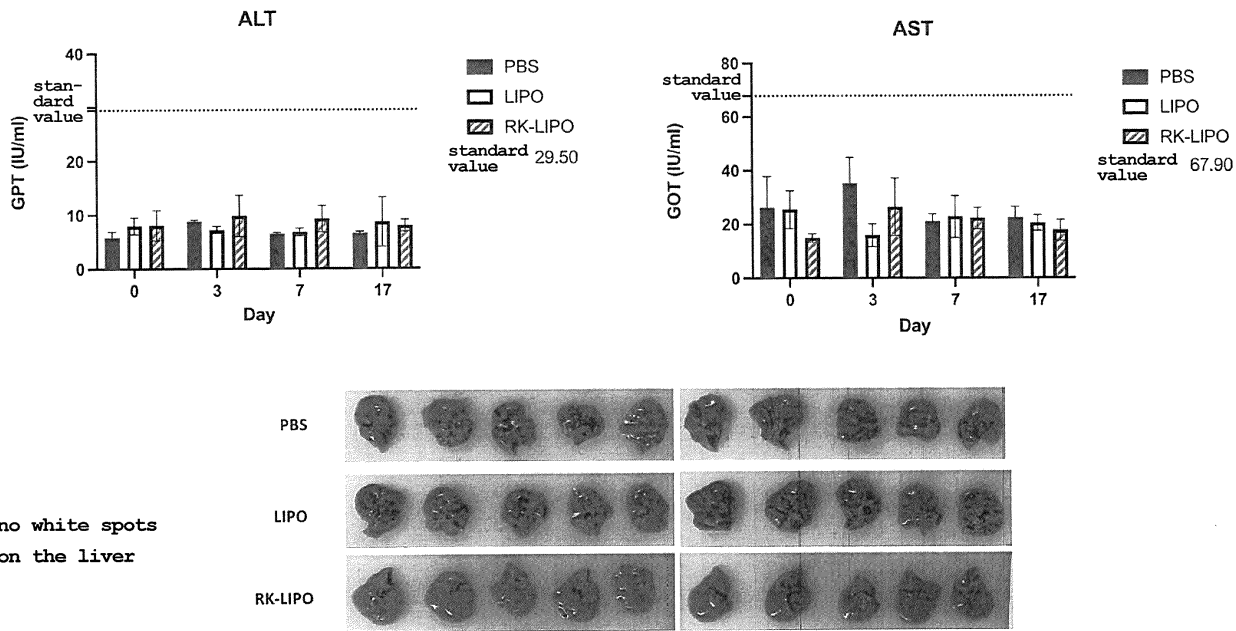 ALT
40
stan-
dard
value
20
10
0
GPT (IU/ml)
0 3 7 17
Day
PBS
LIPO
RK-LIPO
standard
value 29.50
AST
80
standard
value
60
40
20
0
GOT (IU/ml)
0 3 7 17
Day
PBS
LIPO
RK-LIPO
standard
value 67.90
PBS
LIPO
RK-LIPO
no white spots
on the liver